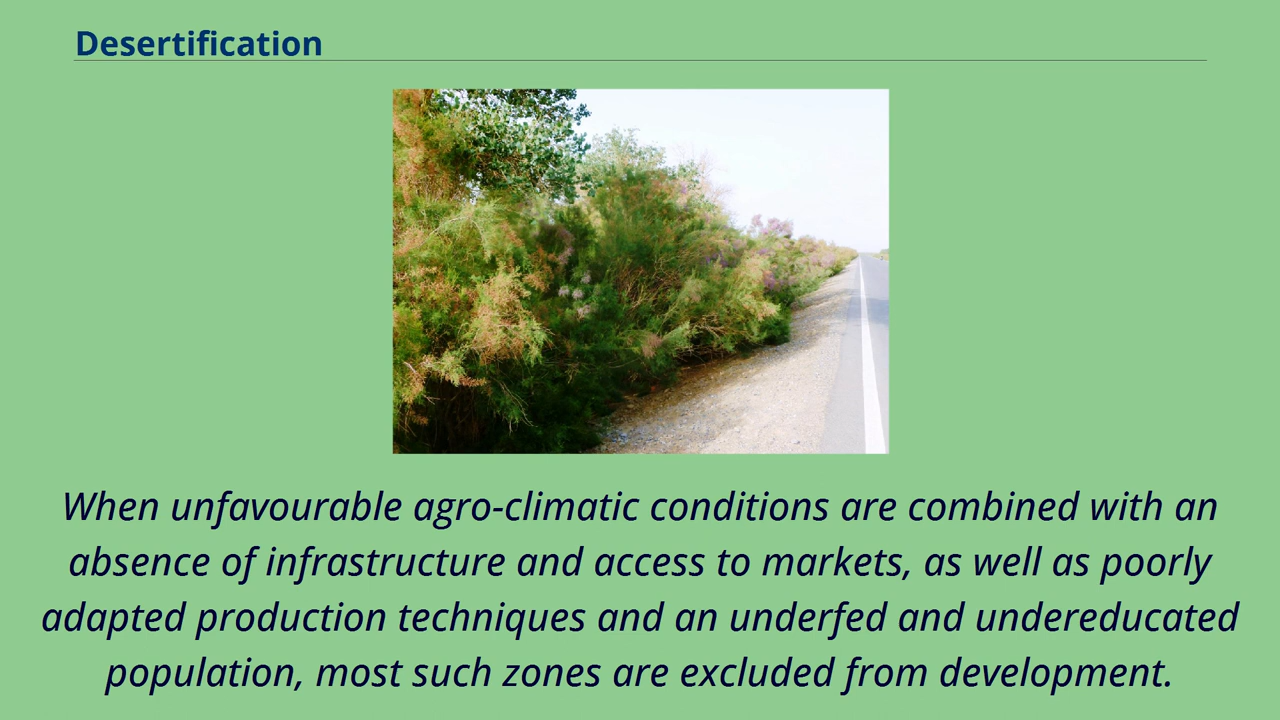 Desertification
When unfavourable agro-climatic conditions are combined with an
absence of infrastructure and access to markets, as well as poorly
adapted production techniques and an underfed and undereducated
population, most such zones are excluded from development.